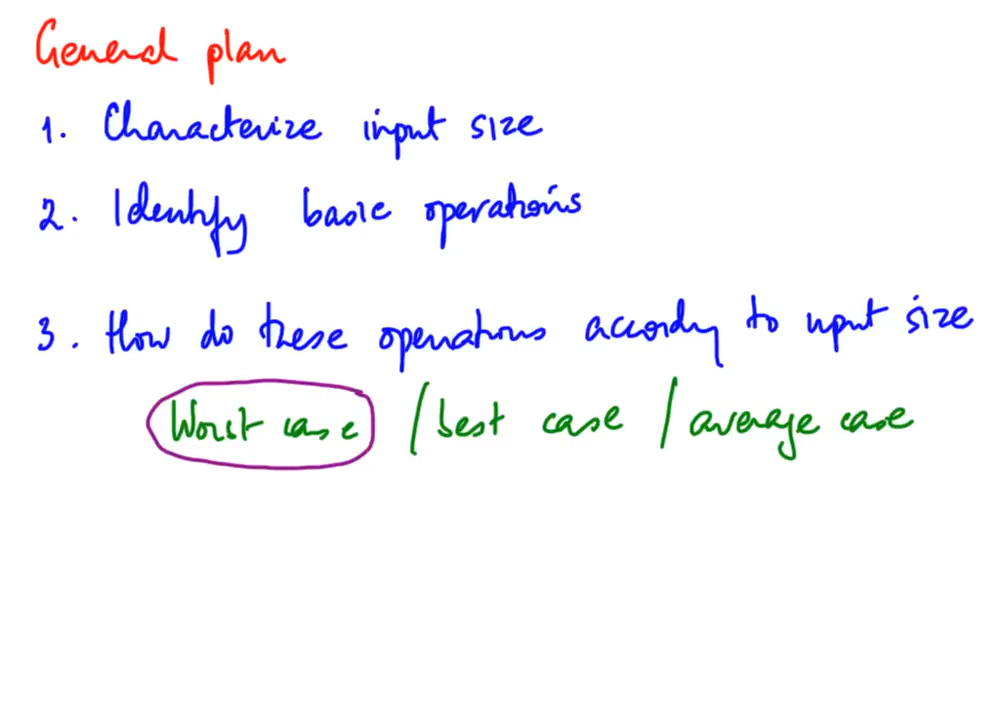 General plan
1. Characterize input size
2. Identify basic operations
3. How do these operations according to input size
Worst case / best case / average case